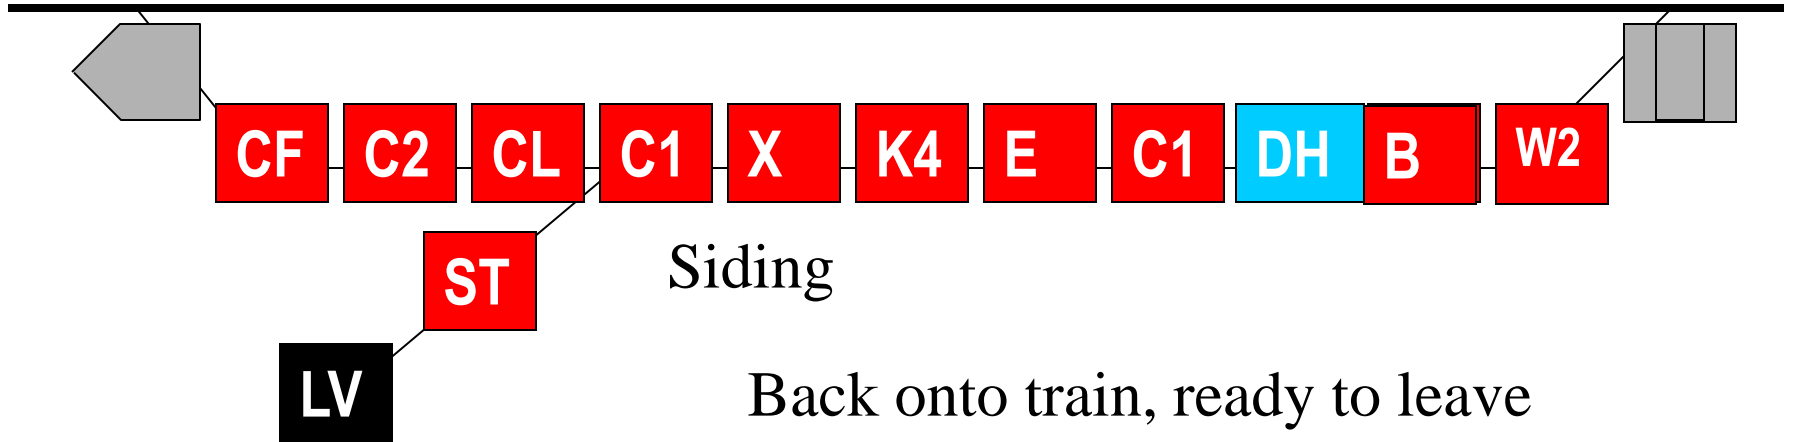 CF C2 CL C1 X K4 E C1 DH B W2
ST
Siding
LV
Back onto train, ready to leave